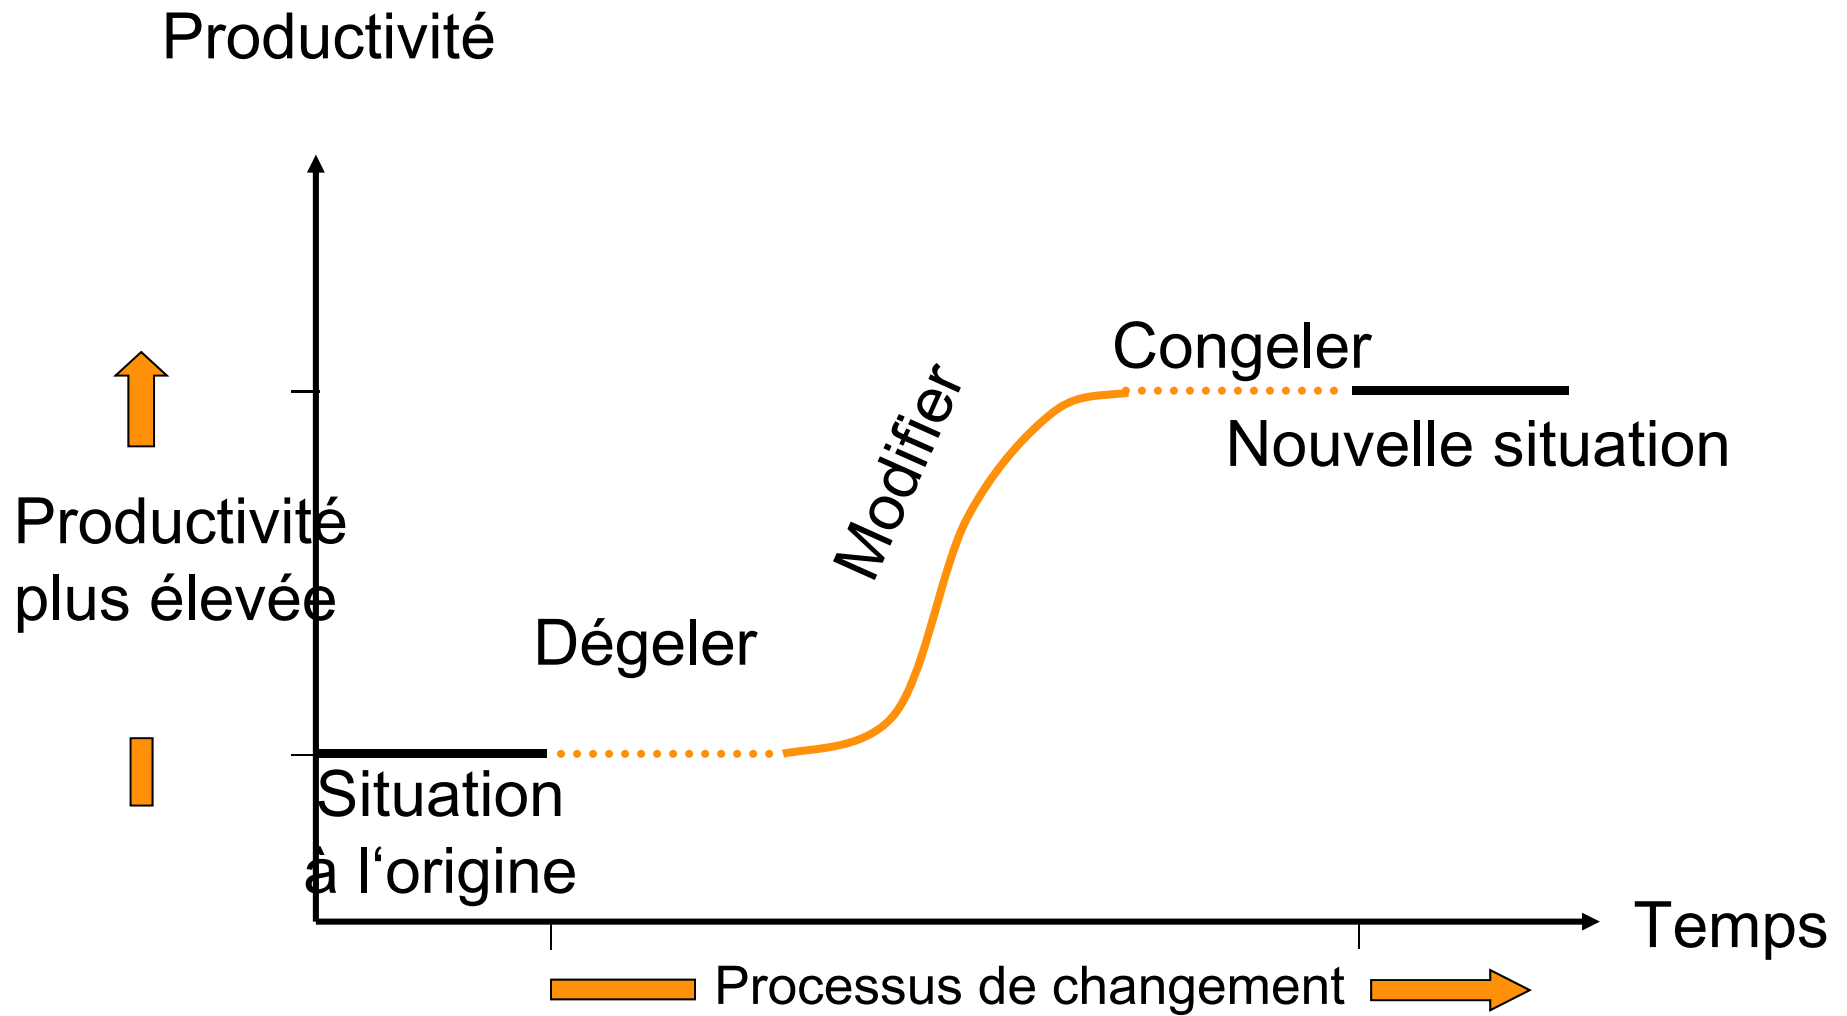 Productivité
Congeler
Modifier
Nouvelle situation
Productivité
plus élevée
Dégeler
Situation
à l‘origine
Temps
Processus de changement